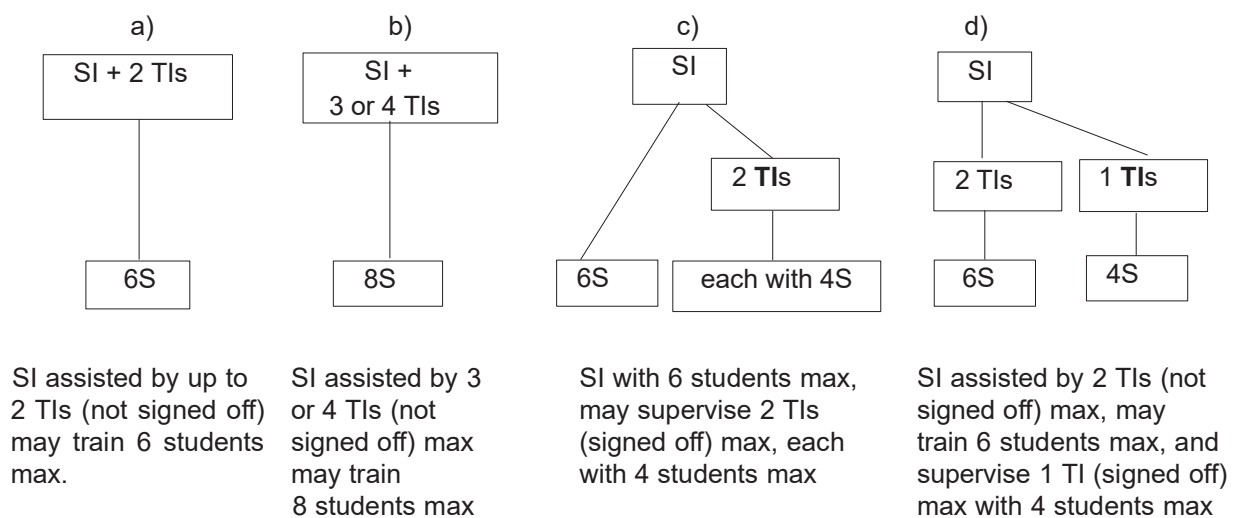 a)
SI + 2 TIs
6S
SI assisted by up to
2 TIs (not signed off)
may train 6 students
max.
b)
SI +
3 or 4 TIs
8S
SI assisted by 3
or 4 TIs (not
signed off) max
may train
8 students max
c)
SI
2 TIs
6S
each with 4S
SI with 6 students max,
may supervise 2 TIs
(signed off) max, each
with 4 students max
d)
SI
2 TIs
1 TIs
6S
4S
SI assisted by 2 TIs (not
signed off) max, may
train 6 students max, and
supervise 1 TI (signed off)
max with 4 students max